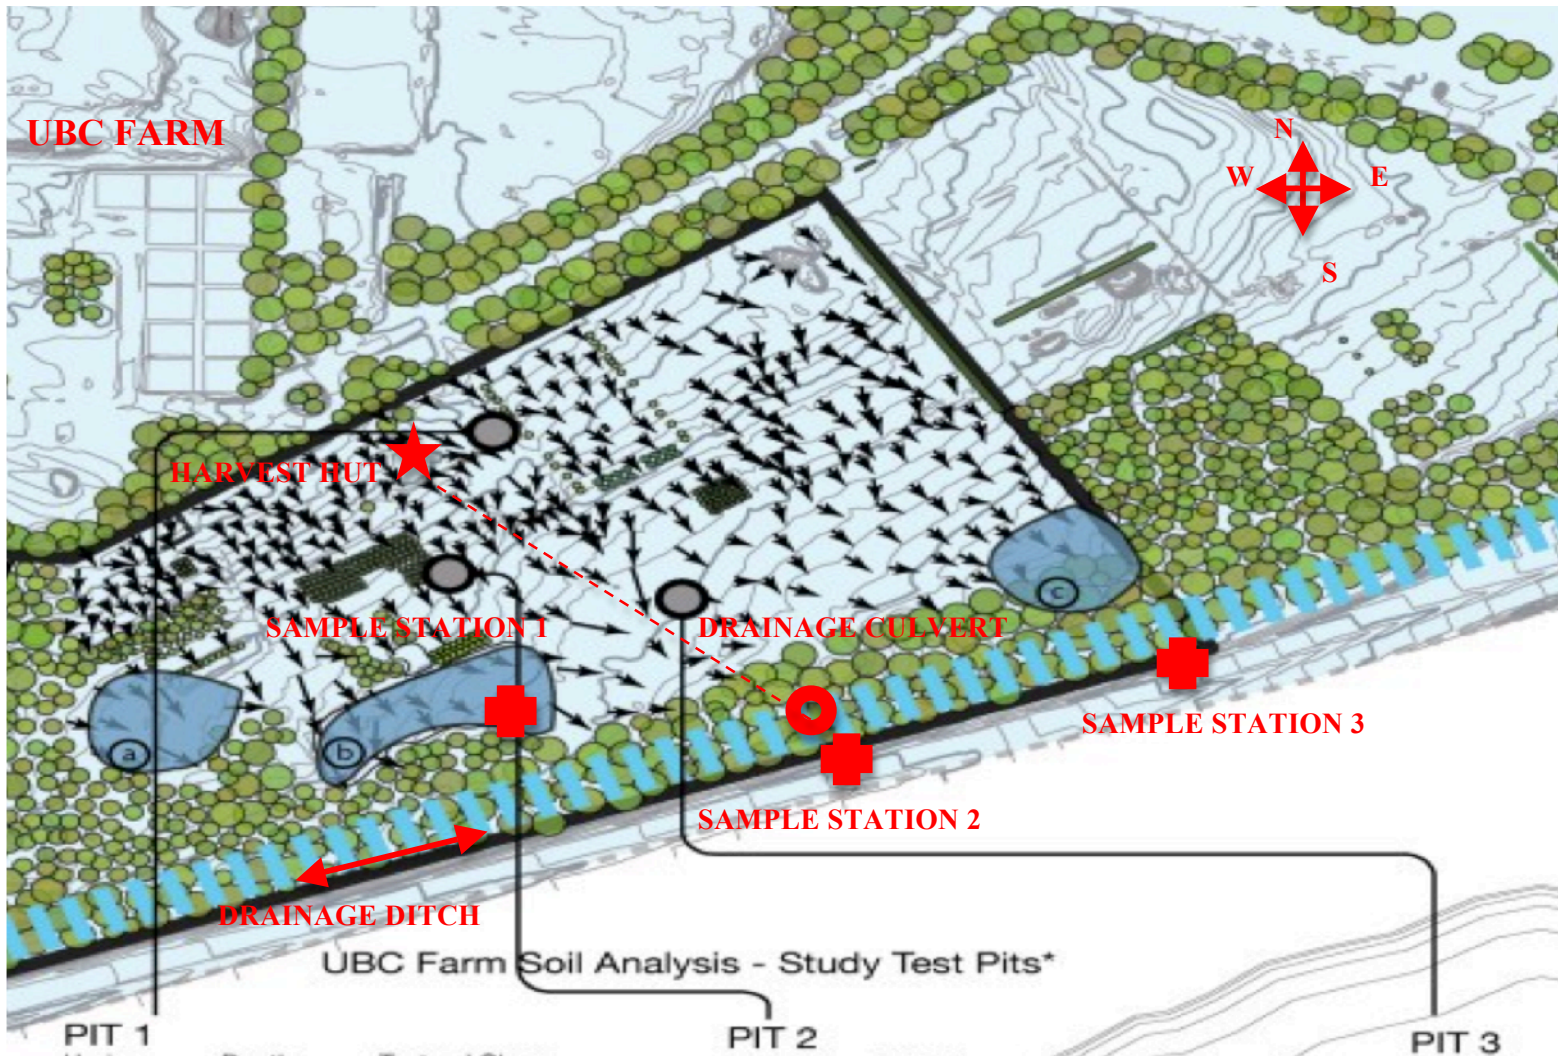 N
UBC FARM
W
E
S
HARVEST HUT
SAMPLE STATION 1
DRAINAGE CULVERT
c
SAMPLE STATION 3
a
b
SAMPLE STATION 2
DRAINAGE DITCH
UBC Farm Soil Analysis - Study Test Pits*
PIT 1
PIT 2
PIT 3